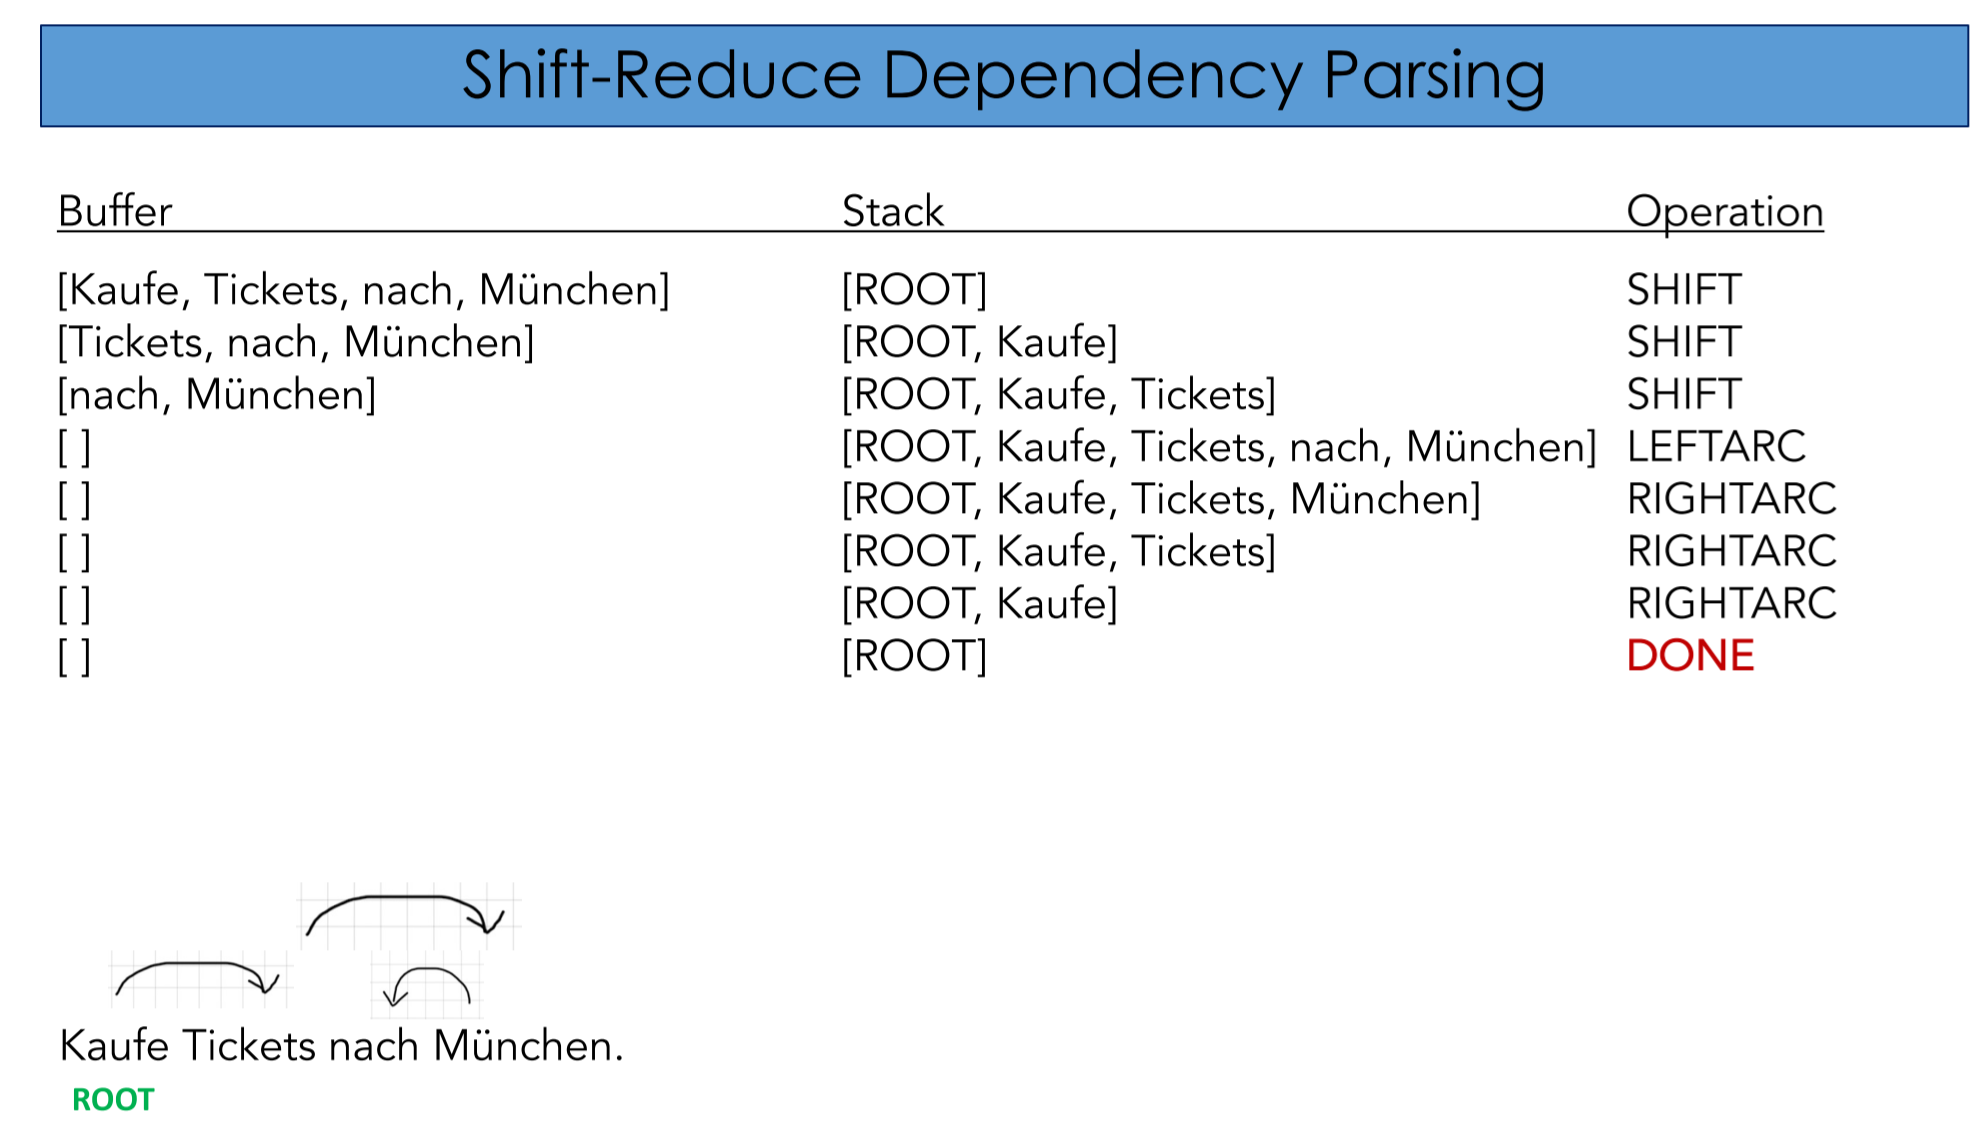 Shift-Reduce Dependency Parsing
Buffer Stack Operation
[Kaufe, Tickets, nach, München] [ROOT] SHIFT
[Tickets, nach, München] [ROOT, Kaufe] SHIFT
[nach, München] [ROOT, Kaufe, Tickets] SHIFT
[ ] [ROOT, Kaufe, Tickets, nach, München] LEFTARC
[ ] [ROOT, Kaufe, Tickets, München] RIGHTARC
[ ] [ROOT, Kaufe, Tickets] RIGHTARC
[ ] [ROOT, Kaufe] RIGHTARC
[ ] [ROOT] DONE
Kaufe Tickets nach München.
ROOT